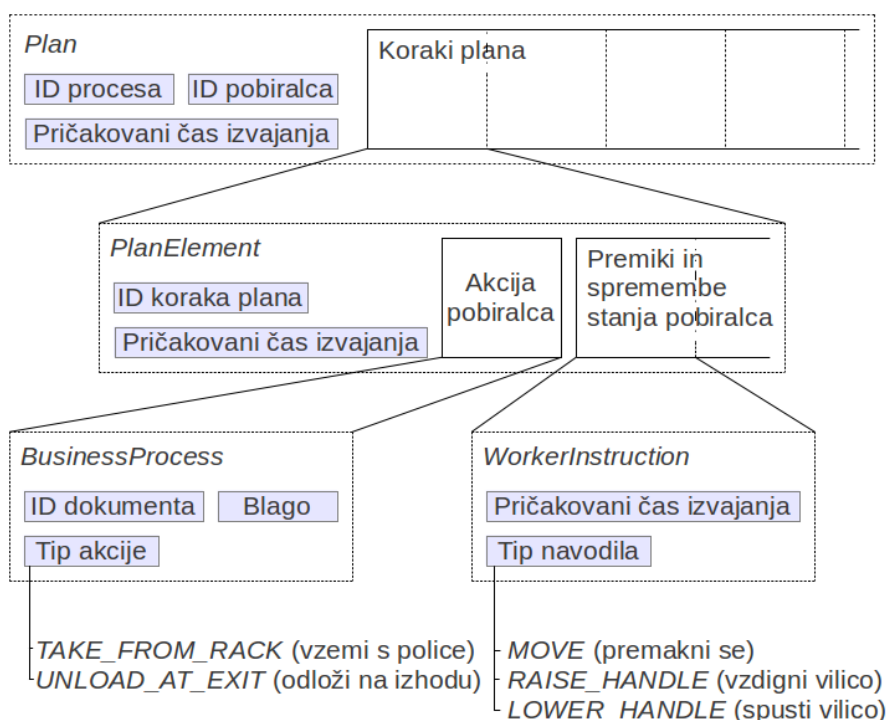 Plan
Koraki plana
ID procesa
ID pobiralca
Pričakovani čas izvajanja
PlanElement
ID koraka plana
Pričakovani čas izvajanja
Akcija
pobiralca
Premiki in
spremembe
stanja pobiralca
BusinessProcess
ID dokumenta
Blago
Tip akcije
TAKE_FROM_RACK (vzemi s police)
UNLOAD_AT_EXIT (odloži na izhodu)
WorkerInstruction
Pričakovani čas izvajanja
Tip navodila
MOVE (premakni se)
RAISE_HANDLE (vzdigni vilico)
LOWER_HANDLE (spusti vilico)